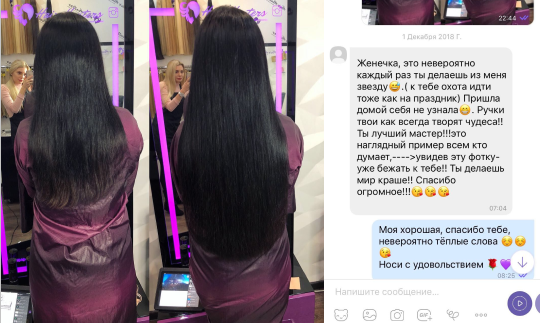 22:44
1 Декабря 2018 Г.
Женечка, это невероятно
каждый раз ты делаешь из меня
звезду😅.( к тебе охота идти
тоже как на праздник) Пришла
домой себя не узнала🤭. Ручки
твои как всегда творят чудеса!!
Ты лучший мастер!!!это
наглядный пример всем кто
думает,---->увидев эту фотку-
уже бежать к тебе!! Ты делаешь
мир краше!! Спасибо
огромное!!!😘😘😘
07:04
Моя хорошая, спасибо тебе,
невероятно тёплые слова ☺️☺️
😘
Носи с удовольствием 🌹💜
08:25
Напишите сообщение...
GIF